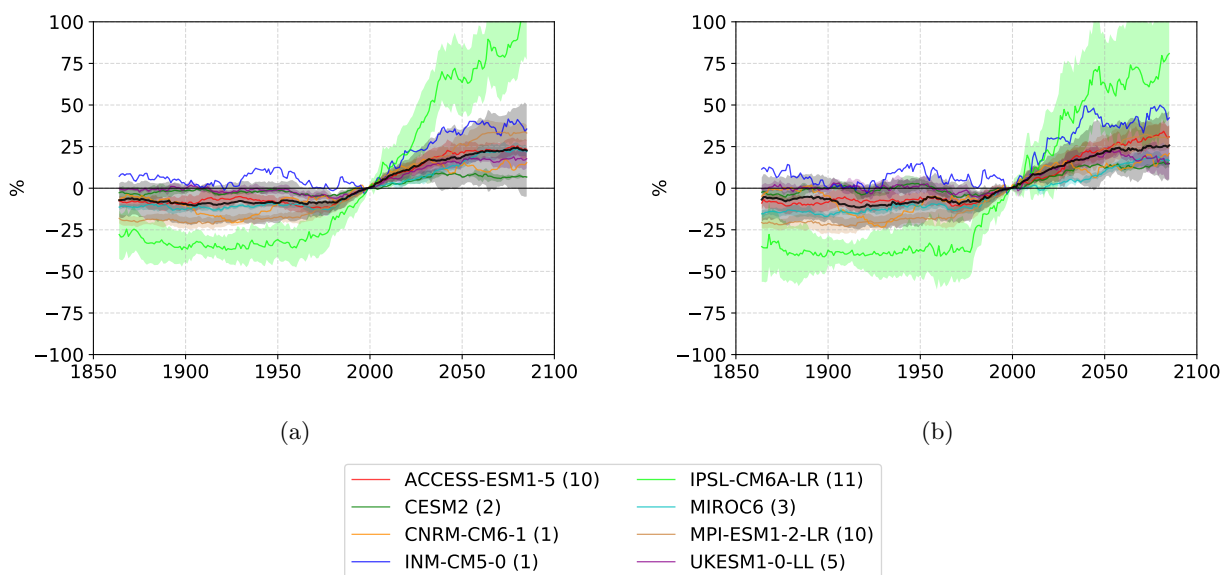 100
75
50
25
0
−25
−50
−75
−100
%
1850 1900 1950 2000 2050 2100
(a)
100
75
50
25
0
−25
−50
−75
−100
%
1850 1900 1950 2000 2050 2100
(b)
ACCESS-ESM1-5 (10)
CESM2 (2)
CNRM-CM6-1 (1)
INM-CM5-0 (1)
IPSL-CM6A-LR (11)
MIROC6 (3)
MPI-ESM1-2-LR (10)
UKESM1-0-LL (5)